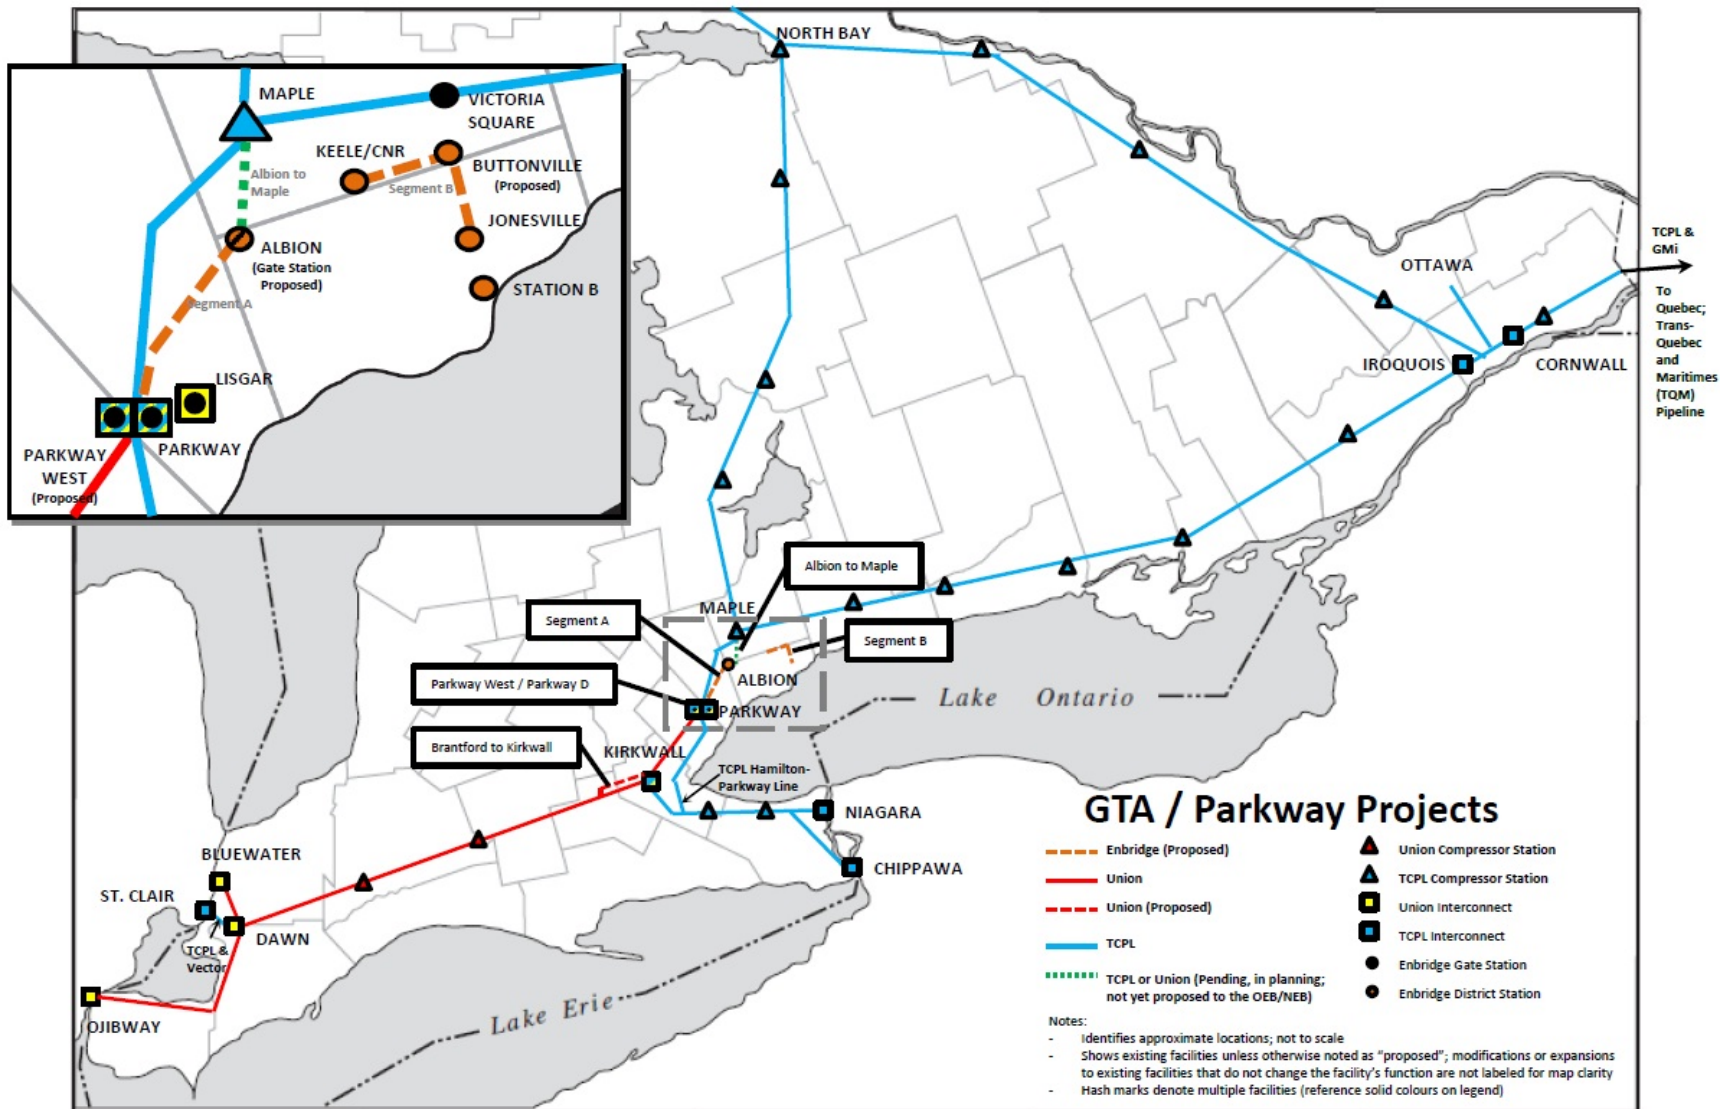 NORTH BAY
MAPLE
VICTORIA
SQUARE
KEELE/CNR
BUTTONVILLE
(Proposed)
Albion to
Maple
Segment B
JONESVILLE
ALBION
(Gate Station
Proposed)
STATION B
Segment A
LISGAR
PARKWAY
WEST
(Proposed)
PARKWAY
TCPL &
GMi
OTTAWA
To
Quebec;
Trans-
Quebec
and
Maritimes
(TQM)
Pipeline
IROQUOIS
CORNWALL
Albion to Maple
MAPLE
Segment A
Segment B
Parkway West / Parkway D
ALBION
PARKWAY
Lake Ontario
Brantford to Kirkwall
KIRKWALL
TCPL Hamilton-
Parkway Line
NIAGARA
CHIPPAWA
BLUEWATER
ST. CLAIR
DAWN
TCPL &
Vector
OJIBWAY
Lake Erie
GTA / Parkway Projects
Enbridge (Proposed)
Union
Union (Proposed)
TCPL
TCPL or Union (Pending, in planning;
not yet proposed to the OEB/NEB)
Union Compressor Station
TCPL Compressor Station
Union Interconnect
TCPL Interconnect
Enbridge Gate Station
Enbridge District Station
Notes:
- Identifies approximate locations; not to scale
- Shows existing facilities unless otherwise noted as "proposed"; modifications or expansions
to existing facilities that do not change the facility's function are not labeled for map clarity
- Hash marks denote multiple facilities (reference solid colours on legend)